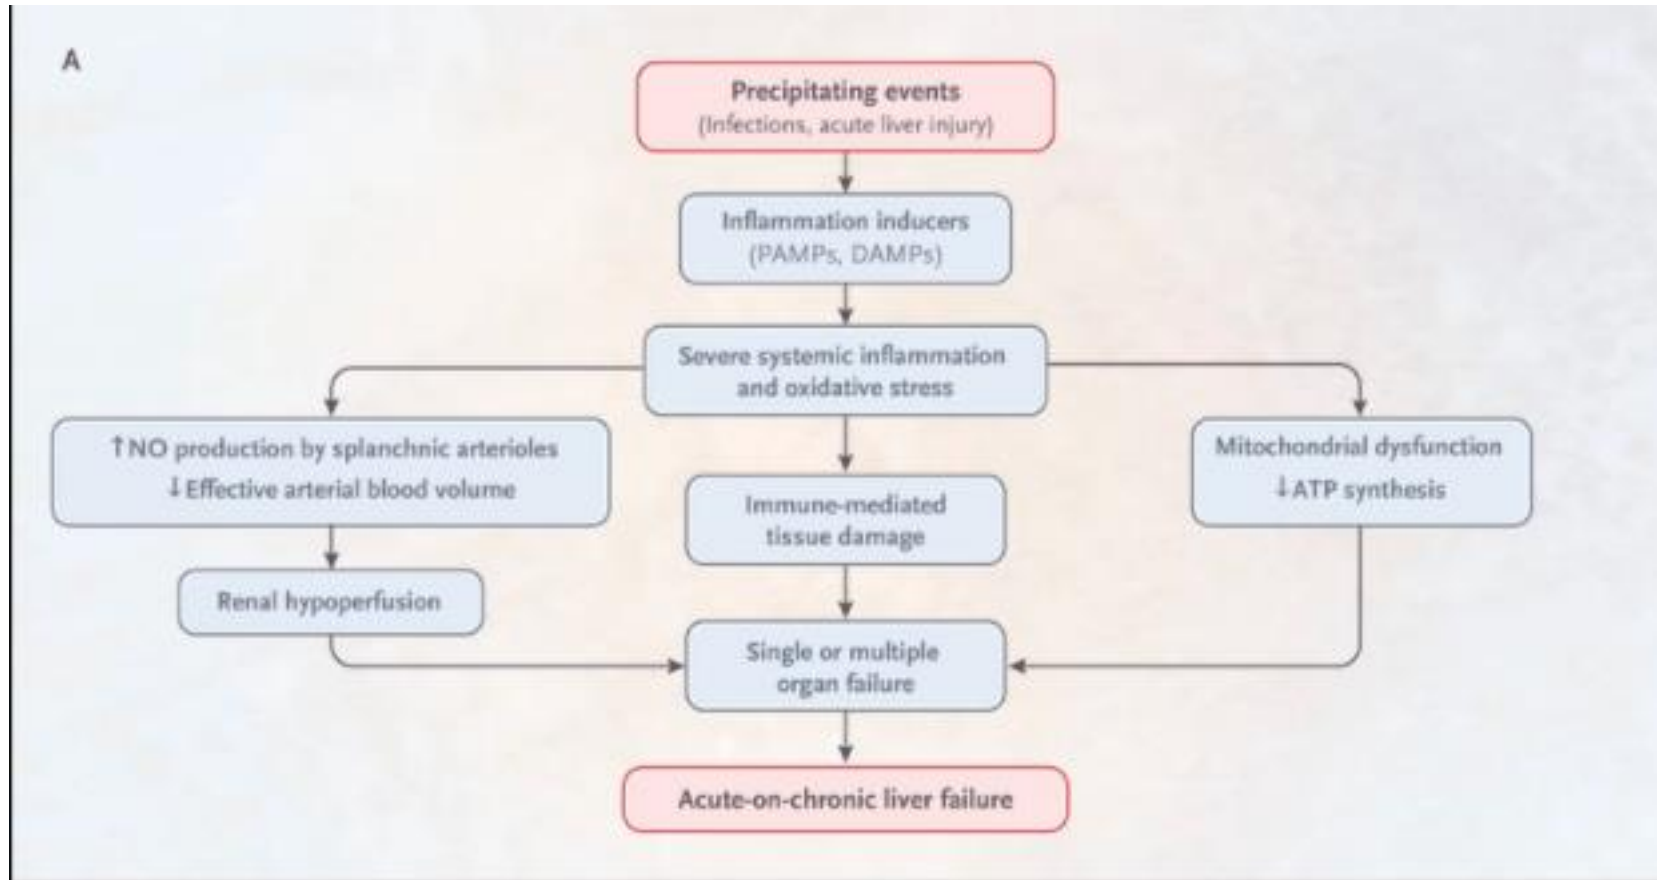 A
Precipitating events
(Infections, acute liver injury)
Inflammation inducers
(PAMPs, DAMPs)
Severe systemic inflammation
and oxidative stress
↑NO production by splanchnic arterioles
↓Effective arterial blood volume
Renal hypoperfusion
Immune-mediated
tissue damage
Mitochondrial dysfunction
↓ATP synthesis
Single or multiple
organ failure
Acute-on-chronic liver failure